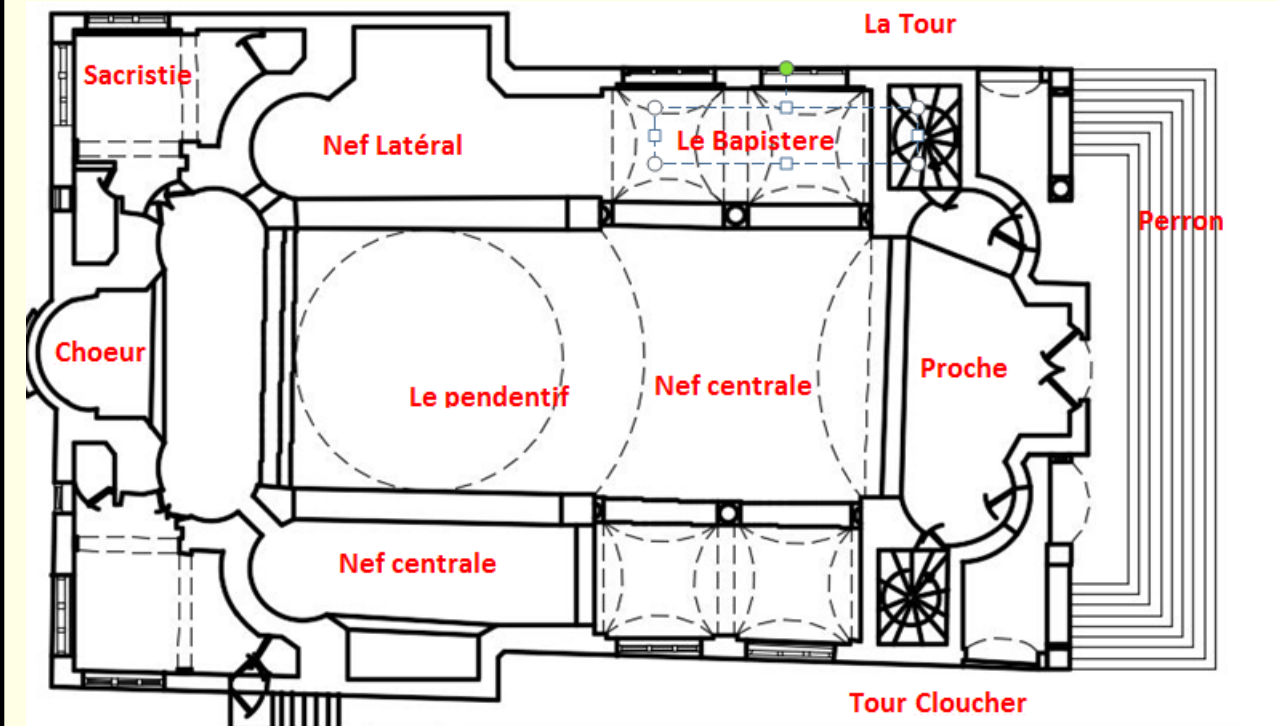 La Tour
Sacristie
Nef Latéral
Le Bapistere
Perron
Choeur
Proche
Nef centrale
Le pendentif
Nef centrale
Tour Cloucher